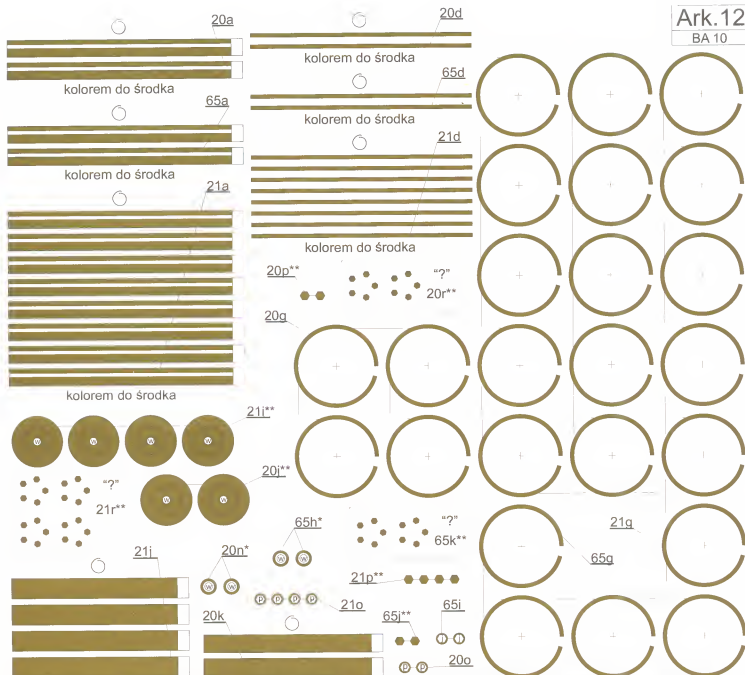 Ark.12
BA 10
20a
kolorem do środka
65a
kolorem do środka
21a
kolorem do środka
20d
kolorem do środka
65d
kolorem do środka
21d
kolorem do środka
20p**
"?"
20r**
20g
21i**
W
W
W
W
20j**
W
W
"?"
21r**
65h*
W
W
"?"
65k**
21g
65g
21j
20n*
W
W
21p**
P
P
P
P
21o
20k
65j**
65i
P
P
20o